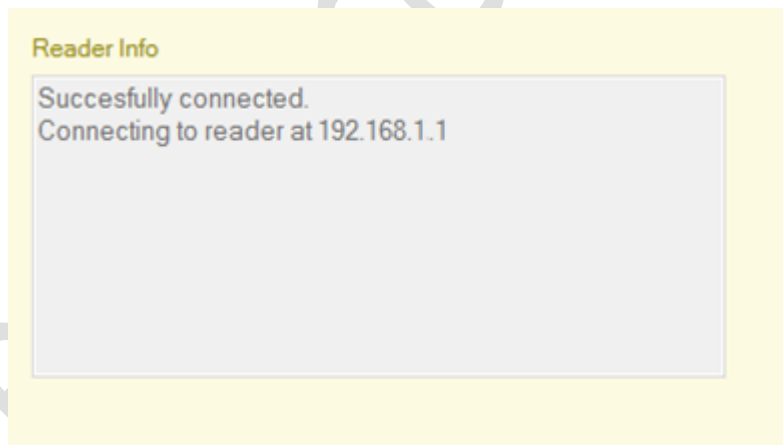 Reader Info
Succesfully connected.
Connecting to reader at 192.168.1.1